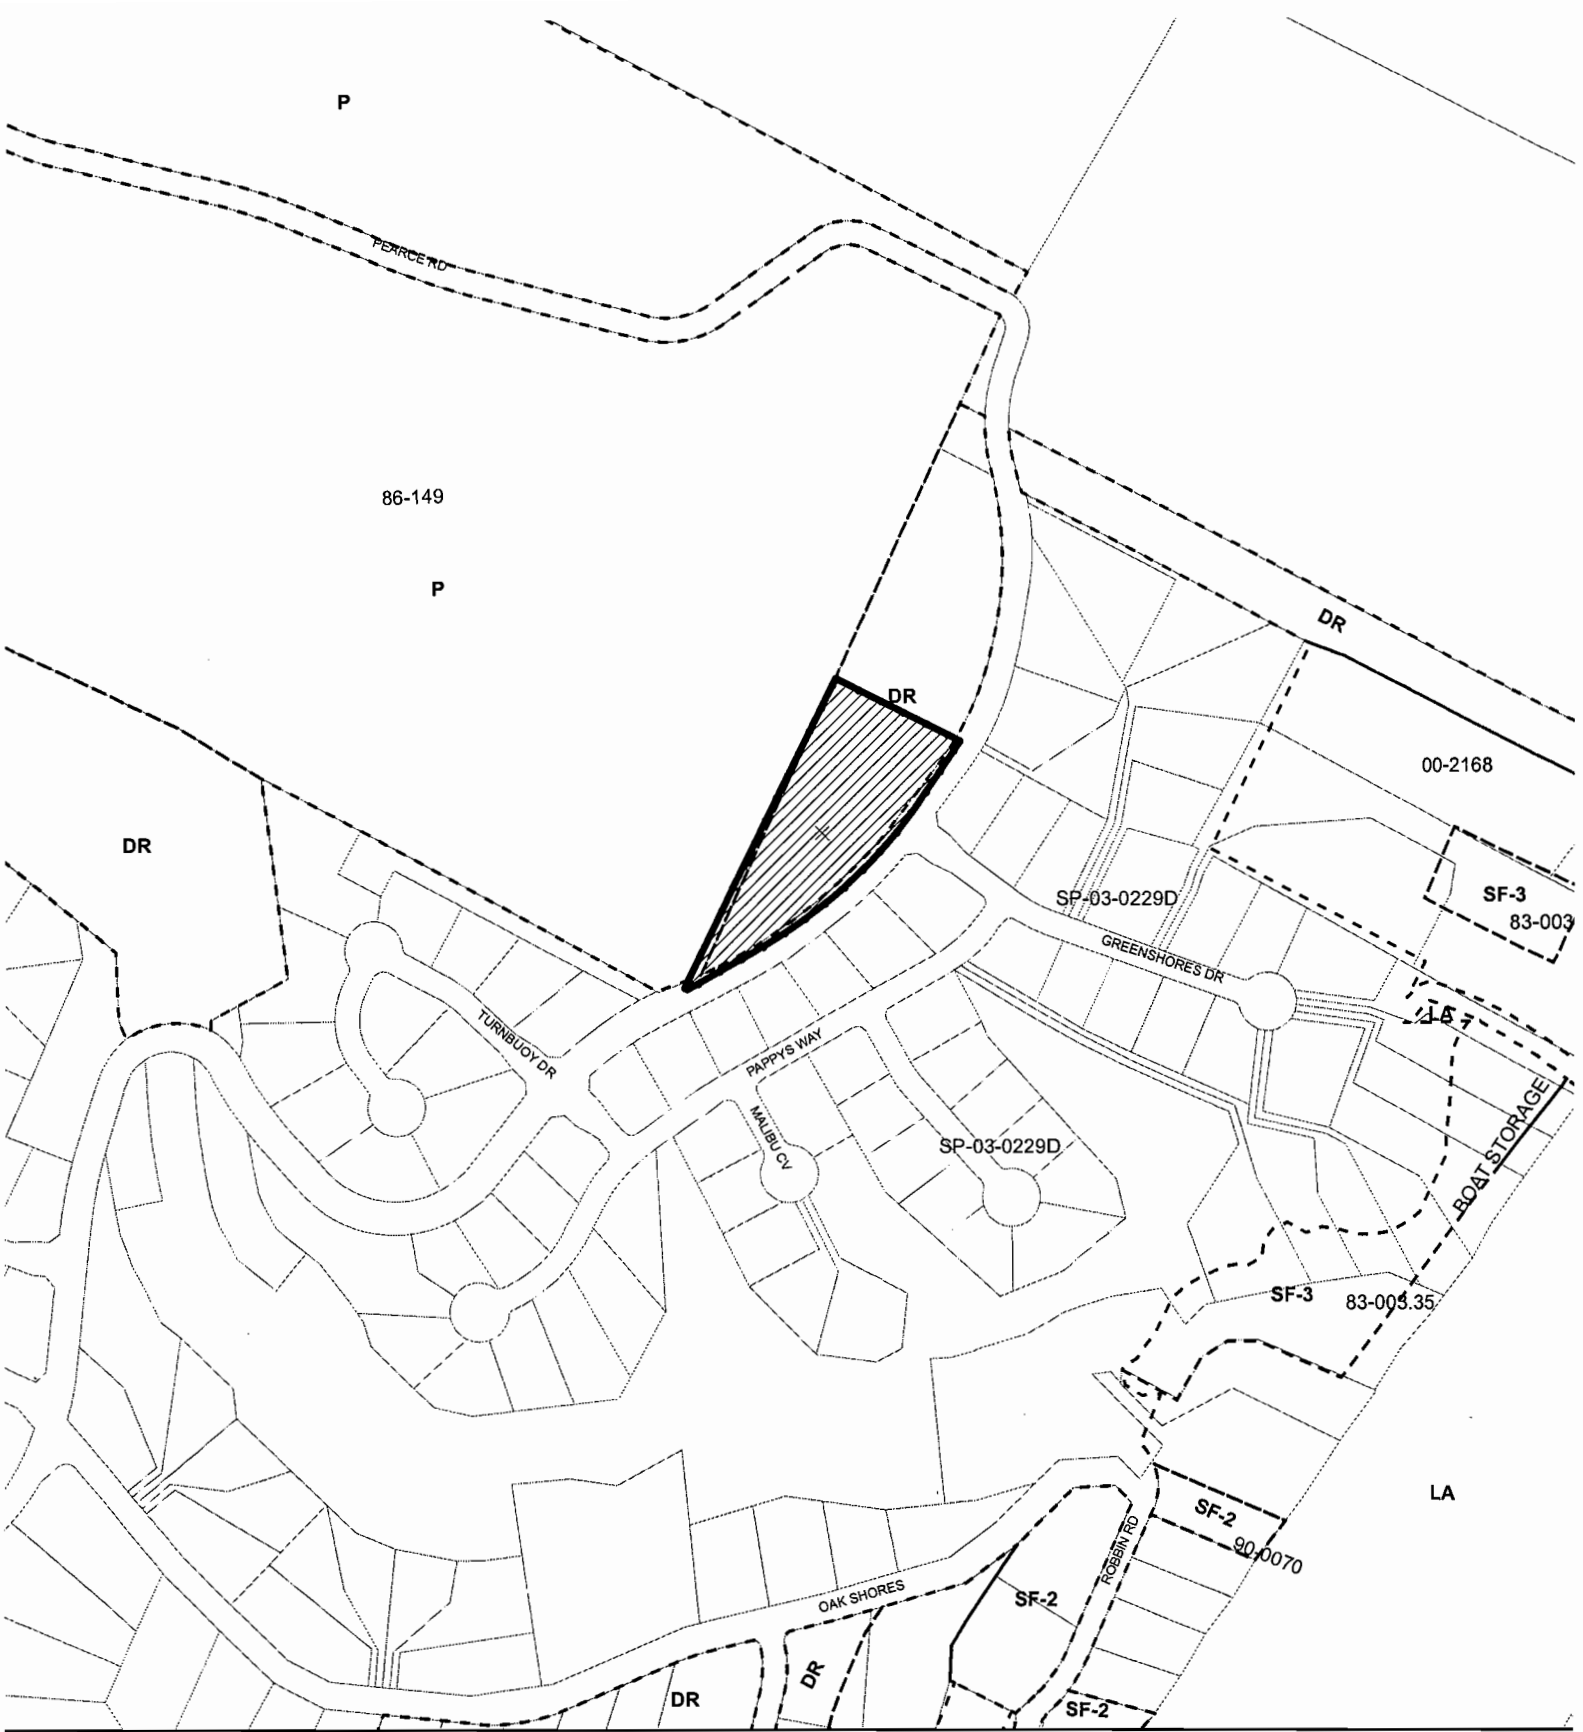 P
PEARCE RD
86-149
P
DR
DR
00-2168
DR
SF-3
83-003
SP-03-0229D
GREENSHORES DR
LA
TURNBUOY DR
PAPPYS WAY
MALIBU CV
SP-03-0229D
BOAT STORAGE
SF-3
83-003.35
LA
SF-2
90-0070
ROBBIN RD
OAK SHORES
SF-2
DR
DR
SF-2